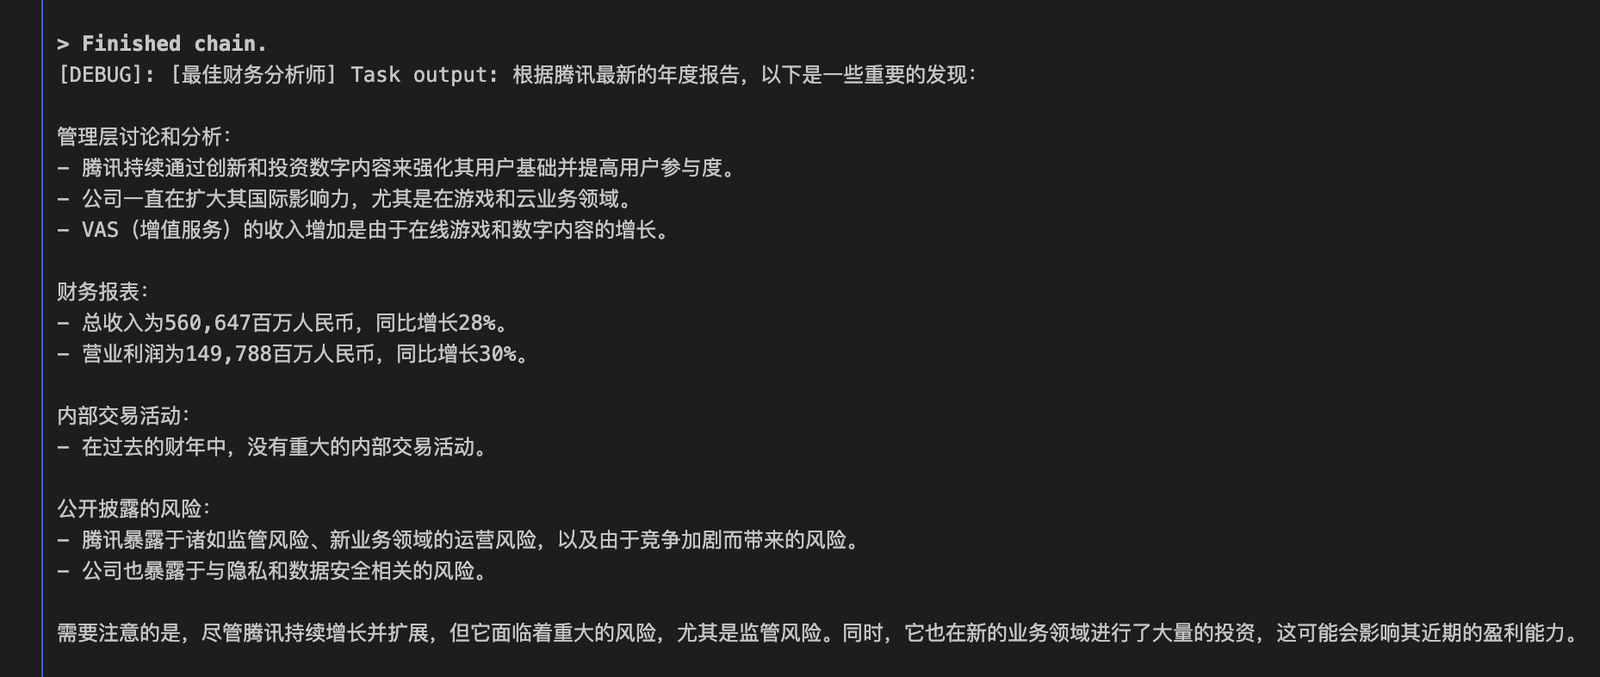 > Finished chain.
[DEBUG]: [最佳财务分析师] Task output: 根据腾讯最新的年度报告，以下是一些重要的发现：
管理层讨论和分析：
- 腾讯持续通过创新和投资数字内容来强化其用户基础并提高用户参与度。
- 公司一直在扩大其国际影响力，尤其是在游戏和云业务领域。
- VAS（增值服务）的收入增加是由于在线游戏和数字内容的增长。
财务报表：
- 总收入为560,647百万人民币，同比增长28%。
- 营业利润为149,788百万人民币，同比增长30%。
内部交易活动：
- 在过去的财年中，没有重大的内部交易活动。
公开披露的风险：
- 腾讯暴露于诸如监管风险、新业务领域的运营风险，以及由于竞争加剧而带来的风险。
- 公司也暴露于与隐私和数据安全相关的风险。
需要注意的是，尽管腾讯持续增长并扩展，但它面临着重大的风险，尤其是监管风险。同时，它也在新的业务领域进行了大量的投资，这可能会影响其近期的盈利能力。